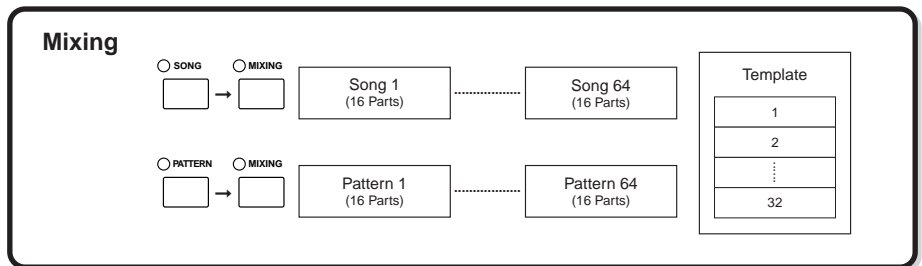 Mixing
SONG MIXING
Song 1
(16 Parts)
Song 64
(16 Parts)
PATTERN MIXING
Pattern 1
(16 Parts)
Pattern 64
(16 Parts)
Template
1
2
32